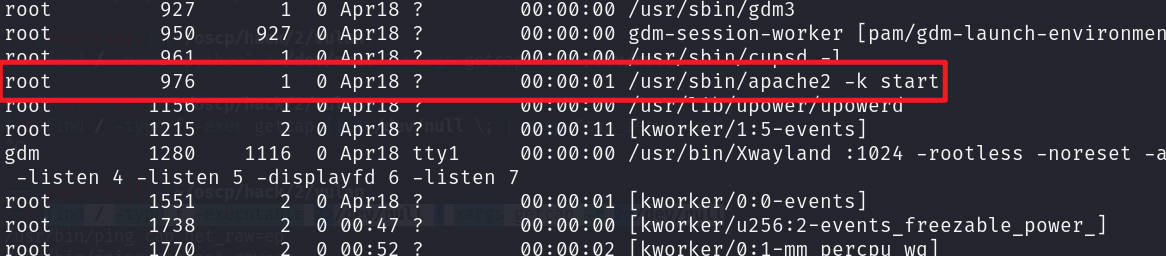 root 927 1 0 Apr18 ? 00:00:00 /usr/sbin/gdm3
root 950 927 0 Apr18 ? 00:00:00 gdm-session-worker [pam/gdm-launch-environmen
root 961 1 0 Apr18 ? 00:00:00 /usr/sbin/cupsd -l
root 976 1 0 Apr18 ? 00:00:01 /usr/sbin/apache2 -k start
root 1156 1 0 Apr18 ? 00:00:00 /usr/lib/upower/upowerd
root 1215 2 0 Apr18 ? 00:00:11 [kworker/1:5-events]
gdm 1280 1116 0 Apr18 tty1 00:00:00 /usr/bin/Xwayland :1024 -rootless -noreset -a
-listen 4 -listen 5 -displayfd 6 -listen 7
root 1551 2 0 Apr18 ? 00:00:01 [kworker/0:0-events]
root 1738 2 0 00:47 ? 00:00:00 [kworker/u256:2-events_freezable_power_]
root 1770 2 0 00:52 ? 00:00:02 [kworker/0:1-mm_percpu_wq]